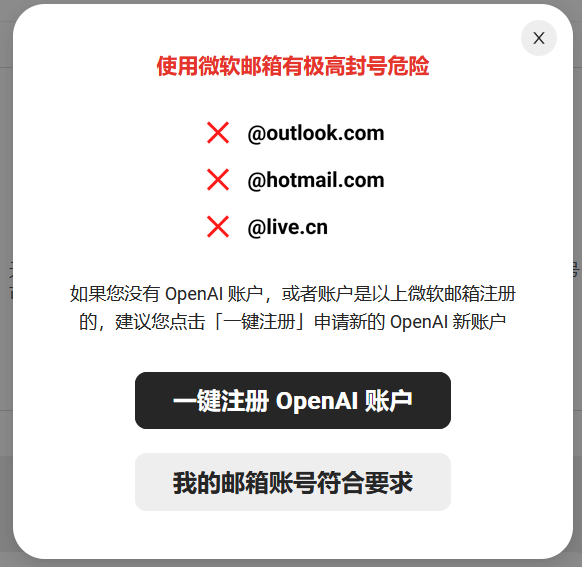 使用微软邮箱有极高封号危险
@outlook.com
@hotmail.com
@live.cn
如果您没有 OpenAI 账户，或者账户是以上微软邮箱注册
的，建议您点击「一键注册」申请新的 OpenAI 新账户
一键注册 OpenAI 账户
我的邮箱账号符合要求